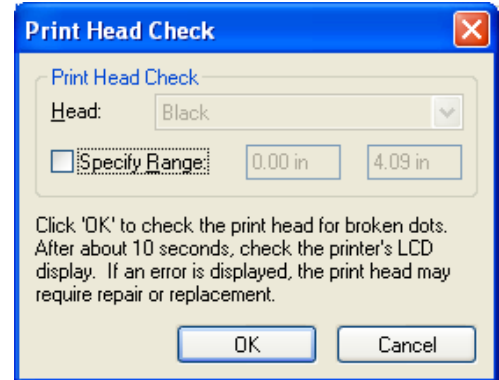 Print Head Check
Print Head Check
Head: Black
Specify Range: 0.00 in 4.09 in
Click 'OK' to check the print head for broken dots.
After about 10 seconds, check the printer's LCD
display. If an error is displayed, the print head may
require repair or replacement.
OK Cancel